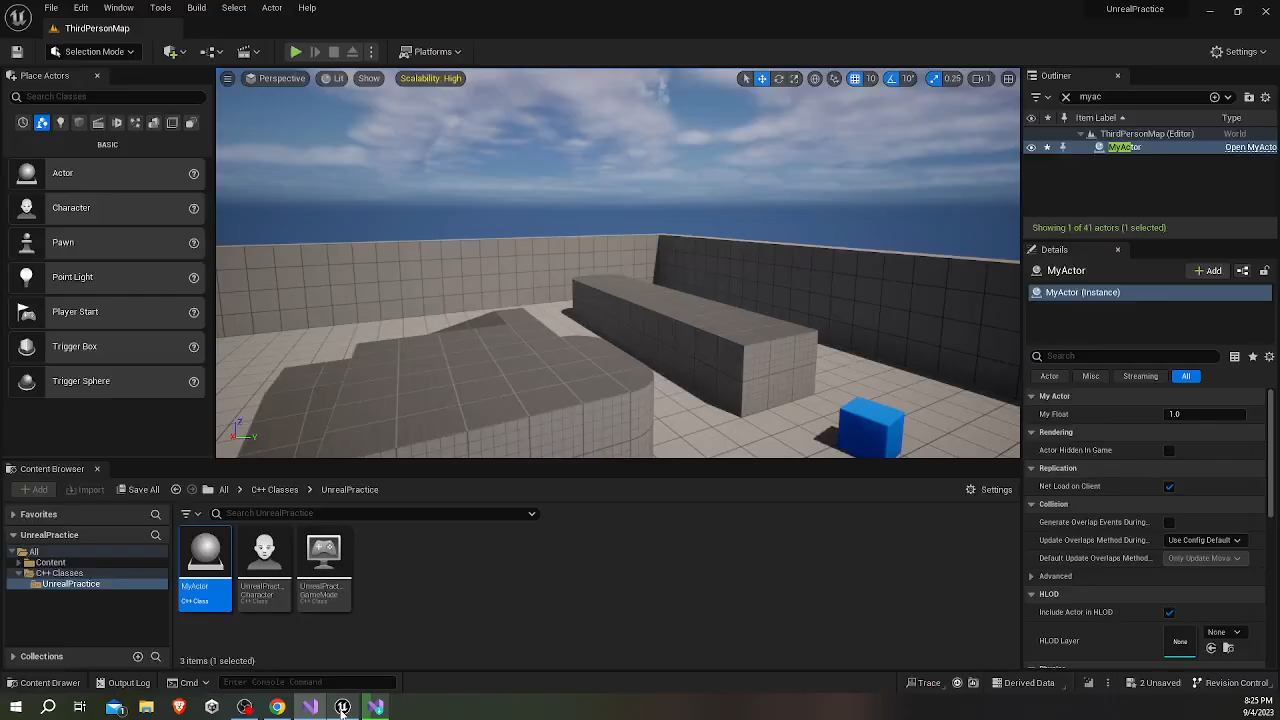 File Edit Window Tools Build Select Actor Help
UnrealPractice
ThirdPersonMap
Selection Mode
Platforms
Settings
Place Actors
Search Classes
BASIC
Actor
Character
Pawn
Point Light
Player Start
Trigger Box
Trigger Sphere
Perspective Lit Show Scalability: High
10 10° 0.25 1
Z
X Y
Outliner
myac
Item Label Type
ThirdPersonMap (Editor) World
MyActor Open MyActo
Showing 1 of 41 actors (1 selected)
Details
MyActor Add
MyActor (Instance)
Search
Actor Misc Streaming All
My Actor
My Float 1.0
Rendering
Actor Hidden In Game
Replication
Net Load on Client
Collision
Generate Overlap Events During...
Update Overlaps Method During... Use Config Default
Default Update Overlaps Method... Only Update Mova
Advanced
HLOD
Include Actor in HLOD
HLOD Layer None None
Content Browser
Add Import Save All All C++ Classes UnrealPractice Settings
Favorites
Search UnrealPractice
UnrealPractice
All
Content
C++ Classes
UnrealPractice
Collections
MyActor
C++ Class
UnrealPract...
Character
C++ Class
UnrealPract...
GameMode
C++ Class
3 items (1 selected)
Content Drawer Output Log Cmd Enter Console Command Trace Derived Data 2 Unsaved Revision Control
8:25 PM
9/4/2023